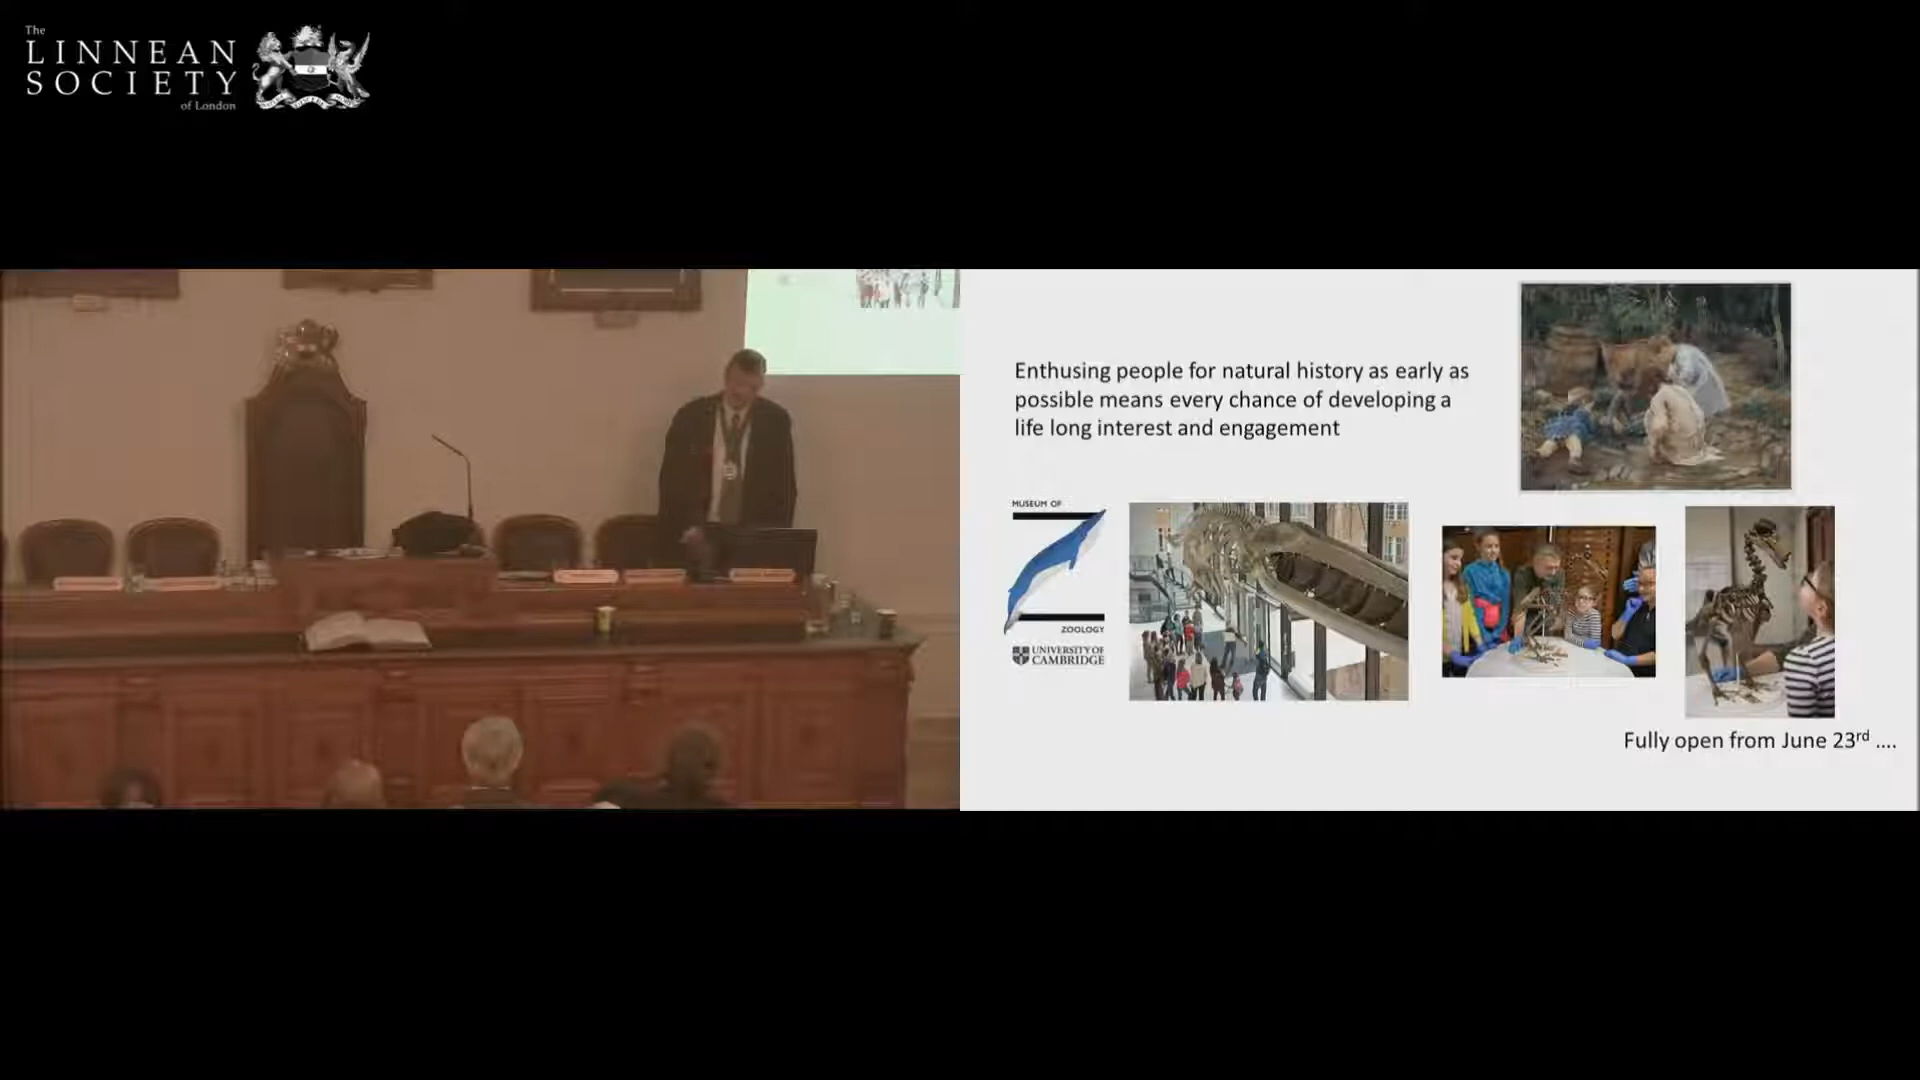 The
LINNEAN
SOCIETY
of London
Enthusing people for natural history as early as
possible means every chance of developing a
life long interest and engagement
MUSEUM OF
ZOOLOGY
UNIVERSITY OF
CAMBRIDGE
Fully open from June 23rd ....